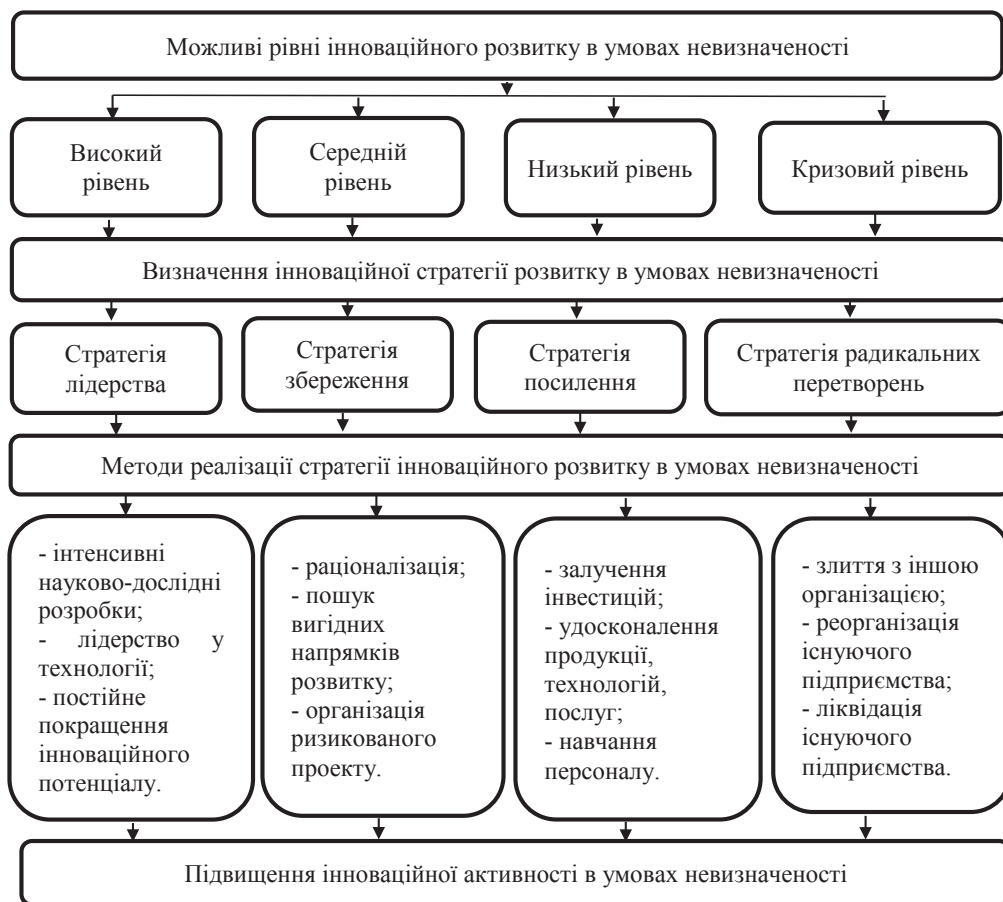 Можливі рівні інноваційного розвитку в умовах невизначеності
Високий
рівень
Середній
рівень
Низький рівень
Кризовий рівень
Визначення інноваційної стратегії розвитку в умовах невизначеності
Стратегія
лідерства
Стратегія
збереження
Стратегія
посилення
Стратегія радикальних
перетворень
Методи реалізації стратегії інноваційного розвитку в умовах невизначеності
- інтенсивні
науково-дослідні
розробки;
- лідерство у
технології;
- постійне
покращення
інноваційного
потенціалу.
- раціоналізація;
- пошук
вигідних
напрямків
розвитку;
- організація
ризикованого
проекту.
- залучення
інвестицій;
- удосконалення
продукції,
технологій,
послуг;
- навчання
персоналу.
- злиття з іншою
організацією;
- реорганізація
існуючого
підприємства;
- ліквідація
існуючого
підприємства.
Підвищення інноваційної активності в умовах невизначеності